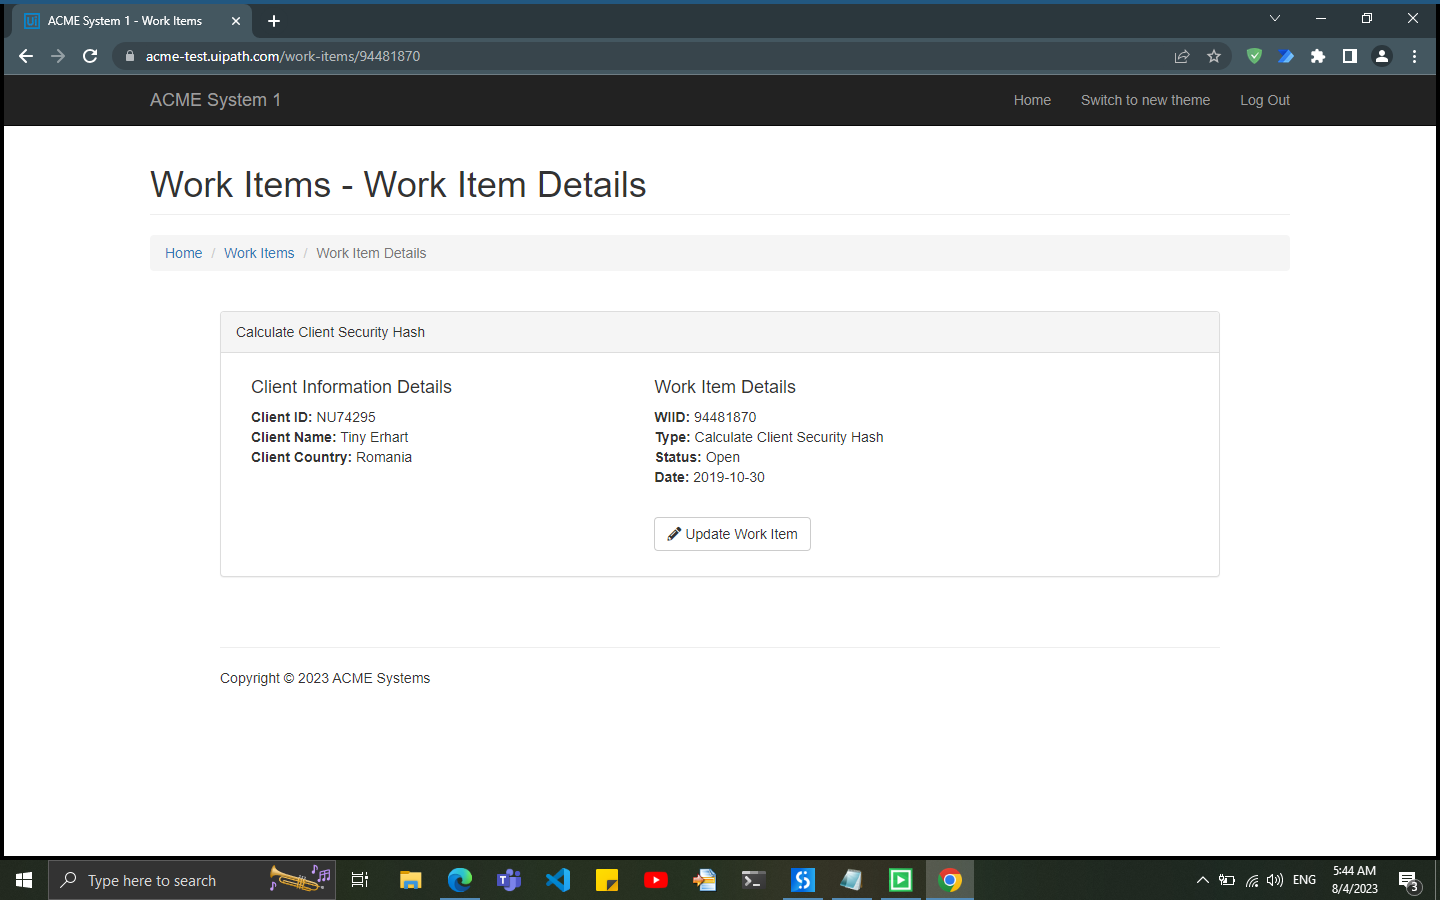 ACME System 1 - Work Items
acme-test.uipath.com/work-items/94481870
ACME System 1
Home
Switch to new theme
Log Out
Work Items - Work Item Details
Home / Work Items / Work Item Details
Calculate Client Security Hash
Client Information Details
Client ID: NU74295
Client Name: Tiny Erhart
Client Country: Romania
Work Item Details
WIID: 94481870
Type: Calculate Client Security Hash
Status: Open
Date: 2019-10-30
Update Work Item
Copyright © 2023 ACME Systems
Type here to search
ENG
5:44 AM
8/4/2023
3